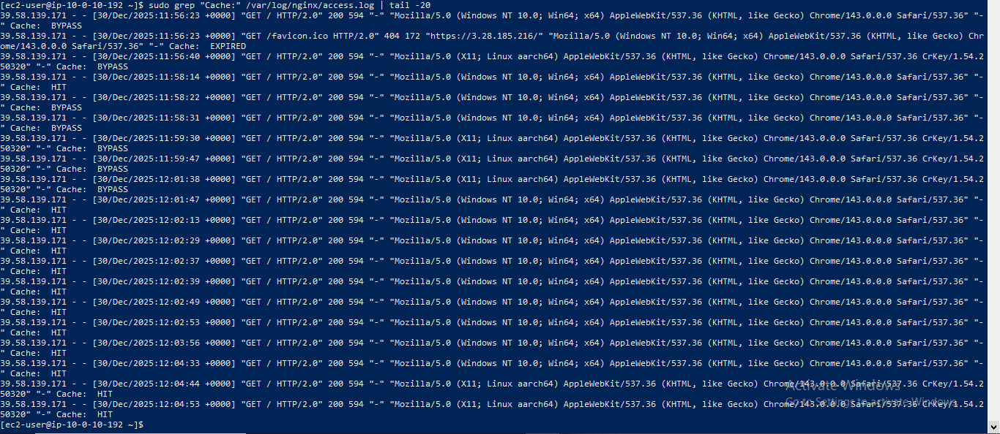 [ec2-user@ip-10-0-10-192 ~]$ sudo grep "Cache:" /var/log/nginx/access.log | tail -20
39.58.139.171 - - [30/Dec/2025:11:56:23 +0000] "GET / HTTP/2.0" 200 594 "-" "Mozilla/5.0 (Windows NT 10.0; Win64; x64) AppleWebKit/537.36 (KHTML, like Gecko) Chrome/143.0.0.0 Safari/537.36" "-
" Cache:  BYPASS
39.58.139.171 - - [30/Dec/2025:11:56:23 +0000] "GET /favicon.ico HTTP/2.0" 404 172 "https://3.28.185.216/" "Mozilla/5.0 (Windows NT 10.0; Win64; x64) AppleWebKit/537.36 (KHTML, like Gecko) Chr
ome/143.0.0.0 Safari/537.36" "-" Cache:  EXPIRED
39.58.139.171 - - [30/Dec/2025:11:56:40 +0000] "GET / HTTP/2.0" 200 594 "-" "Mozilla/5.0 (X11; Linux aarch64) AppleWebKit/537.36 (KHTML, like Gecko) Chrome/143.0.0.0 Safari/537.36 CrKey/1.54.2
50320" "-" Cache:  BYPASS
39.58.139.171 - - [30/Dec/2025:11:58:14 +0000] "GET / HTTP/2.0" 200 594 "-" "Mozilla/5.0 (Windows NT 10.0; Win64; x64) AppleWebKit/537.36 (KHTML, like Gecko) Chrome/143.0.0.0 Safari/537.36" "-
" Cache:  HIT
39.58.139.171 - - [30/Dec/2025:11:58:22 +0000] "GET / HTTP/2.0" 200 594 "-" "Mozilla/5.0 (Windows NT 10.0; Win64; x64) AppleWebKit/537.36 (KHTML, like Gecko) Chrome/143.0.0.0 Safari/537.36" "-
" Cache:  BYPASS
39.58.139.171 - - [30/Dec/2025:11:58:31 +0000] "GET / HTTP/2.0" 200 594 "-" "Mozilla/5.0 (Windows NT 10.0; Win64; x64) AppleWebKit/537.36 (KHTML, like Gecko) Chrome/143.0.0.0 Safari/537.36" "-
" Cache:  BYPASS
39.58.139.171 - - [30/Dec/2025:11:59:30 +0000] "GET / HTTP/2.0" 200 594 "-" "Mozilla/5.0 (X11; Linux aarch64) AppleWebKit/537.36 (KHTML, like Gecko) Chrome/143.0.0.0 Safari/537.36 CrKey/1.54.2
50320" "-" Cache:  BYPASS
39.58.139.171 - - [30/Dec/2025:11:59:47 +0000] "GET / HTTP/2.0" 200 594 "-" "Mozilla/5.0 (X11; Linux aarch64) AppleWebKit/537.36 (KHTML, like Gecko) Chrome/143.0.0.0 Safari/537.36 CrKey/1.54.2
50320" "-" Cache:  BYPASS
39.58.139.171 - - [30/Dec/2025:12:01:38 +0000] "GET / HTTP/2.0" 200 594 "-" "Mozilla/5.0 (X11; Linux aarch64) AppleWebKit/537.36 (KHTML, like Gecko) Chrome/143.0.0.0 Safari/537.36 CrKey/1.54.2
50320" "-" Cache:  BYPASS
39.58.139.171 - - [30/Dec/2025:12:01:47 +0000] "GET / HTTP/2.0" 200 594 "-" "Mozilla/5.0 (Windows NT 10.0; Win64; x64) AppleWebKit/537.36 (KHTML, like Gecko) Chrome/143.0.0.0 Safari/537.36" "-
" Cache:  HIT
39.58.139.171 - - [30/Dec/2025:12:02:13 +0000] "GET / HTTP/2.0" 200 594 "-" "Mozilla/5.0 (Windows NT 10.0; Win64; x64) AppleWebKit/537.36 (KHTML, like Gecko) Chrome/143.0.0.0 Safari/537.36" "-
" Cache:  HIT
39.58.139.171 - - [30/Dec/2025:12:02:29 +0000] "GET / HTTP/2.0" 200 594 "-" "Mozilla/5.0 (Windows NT 10.0; Win64; x64) AppleWebKit/537.36 (KHTML, like Gecko) Chrome/143.0.0.0 Safari/537.36" "-
" Cache:  HIT
39.58.139.171 - - [30/Dec/2025:12:02:37 +0000] "GET / HTTP/2.0" 200 594 "-" "Mozilla/5.0 (Windows NT 10.0; Win64; x64) AppleWebKit/537.36 (KHTML, like Gecko) Chrome/143.0.0.0 Safari/537.36" "-
" Cache:  HIT
39.58.139.171 - - [30/Dec/2025:12:02:39 +0000] "GET / HTTP/2.0" 200 594 "-" "Mozilla/5.0 (Windows NT 10.0; Win64; x64) AppleWebKit/537.36 (KHTML, like Gecko) Chrome/143.0.0.0 Safari/537.36" "-
" Cache:  HIT
39.58.139.171 - - [30/Dec/2025:12:02:49 +0000] "GET / HTTP/2.0" 200 594 "-" "Mozilla/5.0 (Windows NT 10.0; Win64; x64) AppleWebKit/537.36 (KHTML, like Gecko) Chrome/143.0.0.0 Safari/537.36" "-
" Cache:  HIT
39.58.139.171 - - [30/Dec/2025:12:02:53 +0000] "GET / HTTP/2.0" 200 594 "-" "Mozilla/5.0 (Windows NT 10.0; Win64; x64) AppleWebKit/537.36 (KHTML, like Gecko) Chrome/143.0.0.0 Safari/537.36" "-
" Cache:  HIT
39.58.139.171 - - [30/Dec/2025:12:03:56 +0000] "GET / HTTP/2.0" 200 594 "-" "Mozilla/5.0 (Windows NT 10.0; Win64; x64) AppleWebKit/537.36 (KHTML, like Gecko) Chrome/143.0.0.0 Safari/537.36" "-
" Cache:  HIT
39.58.139.171 - - [30/Dec/2025:12:04:33 +0000] "GET / HTTP/2.0" 200 594 "-" "Mozilla/5.0 (Windows NT 10.0; Win64; x64) AppleWebKit/537.36 (KHTML, like Gecko) Chrome/143.0.0.0 Safari/537.36" "-
" Cache:  HIT
39.58.139.171 - - [30/Dec/2025:12:04:44 +0000] "GET / HTTP/2.0" 200 594 "-" "Mozilla/5.0 (X11; Linux aarch64) AppleWebKit/537.36 (KHTML, like Gecko) Chrome/143.0.0.0 Safari/537.36 CrKey/1.54.2
50320" "-" Cache:  HIT
39.58.139.171 - - [30/Dec/2025:12:04:53 +0000] "GET / HTTP/2.0" 200 594 "-" "Mozilla/5.0 (X11; Linux aarch64) AppleWebKit/537.36 (KHTML, like Gecko) Chrome/143.0.0.0 Safari/537.36 CrKey/1.54.2
50320" "-" Cache:  HIT
[ec2-user@ip-10-0-10-192 ~]$
Activate Windows
Go to Settings to activate Windows.